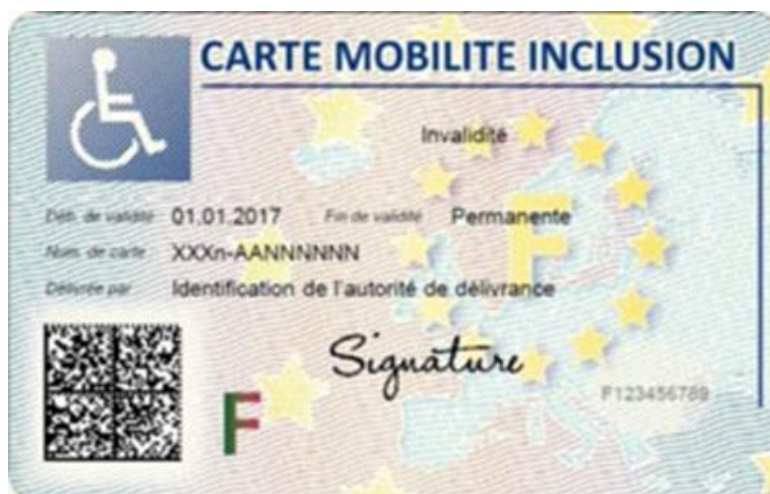 CARTE MOBILITE INCLUSION
Invalidité
Déb. de validité 01.01.2017 Fin de validité Permanente
Num. de carte XXXn-AANNNNNN
Délivrée par Identification de l'autorité de délivrance
Signature
F
F123456789
F